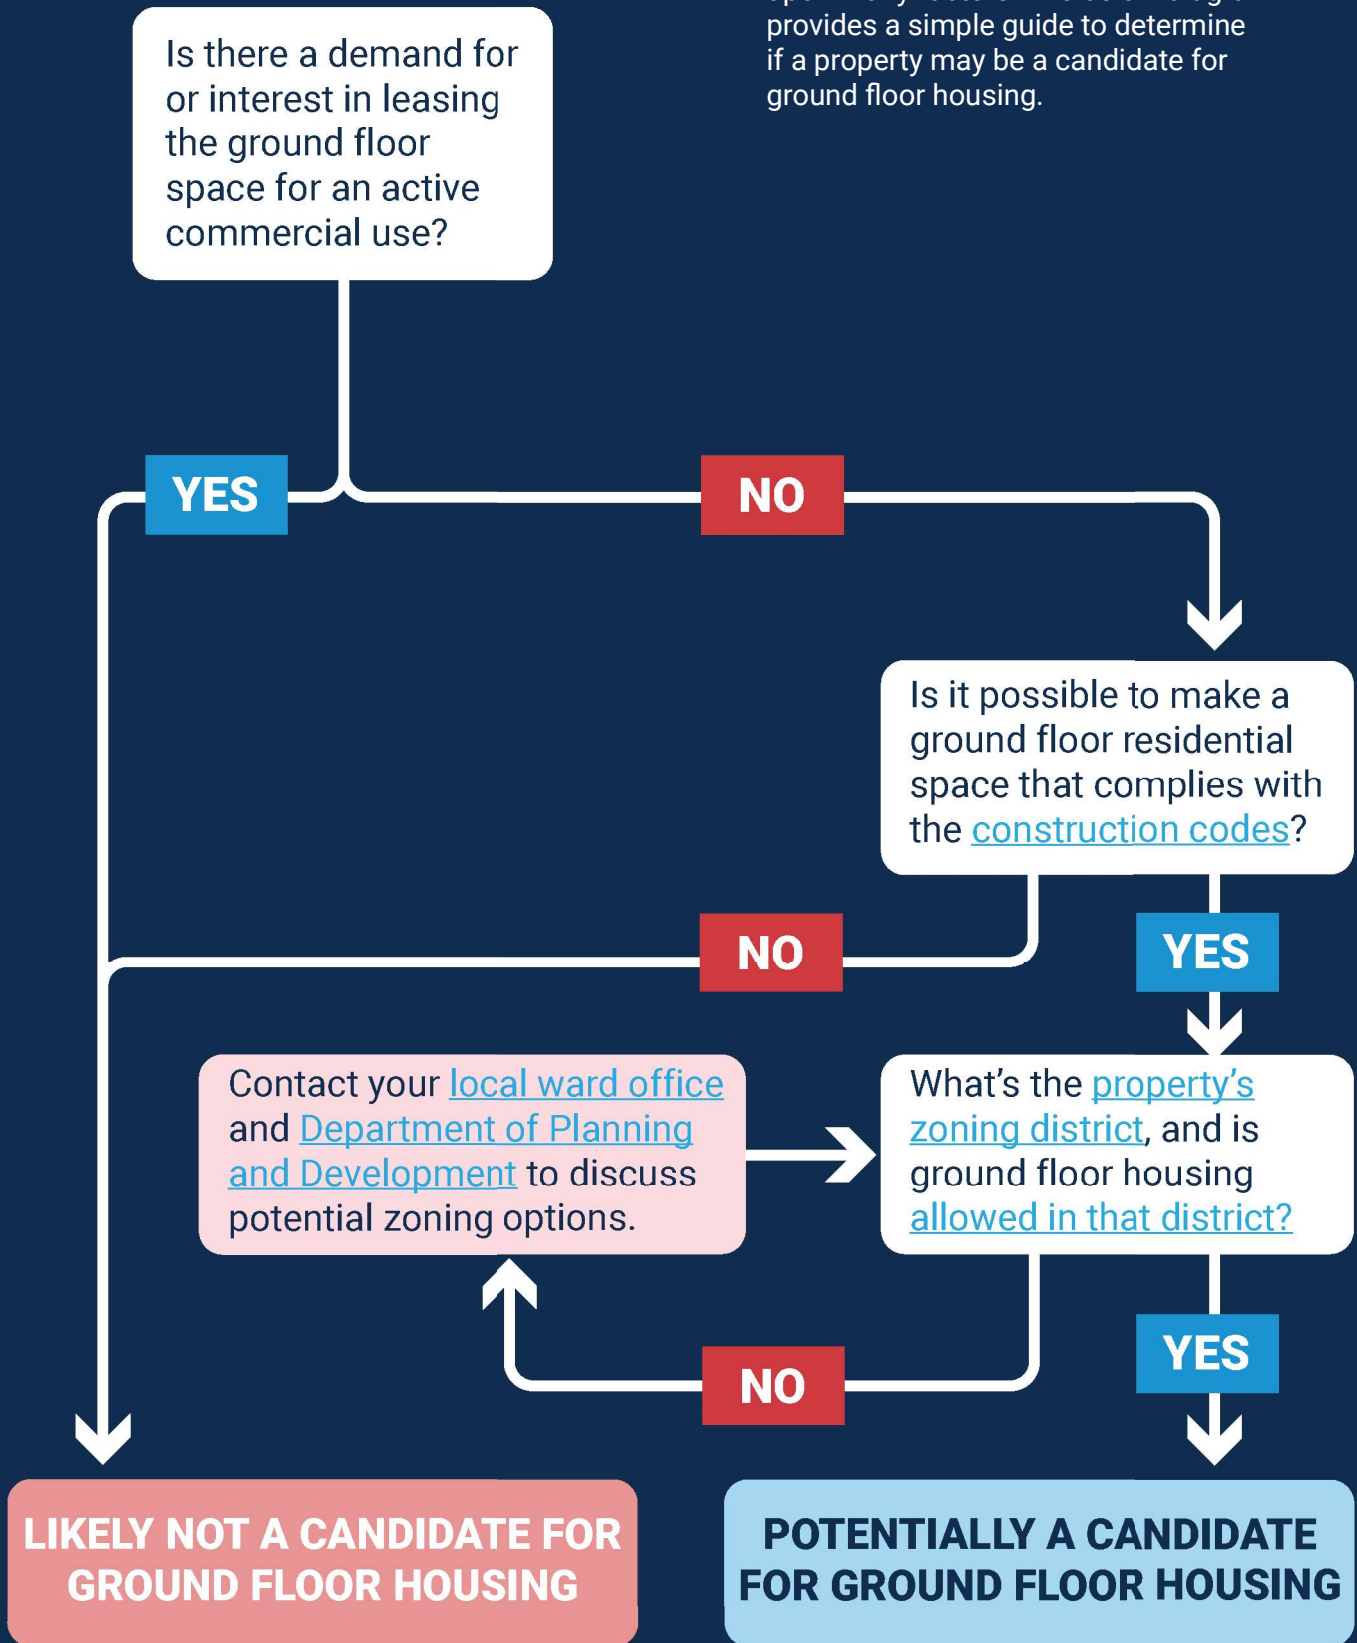 provides a simple guide to determine
if a property may be a candidate for
ground floor housing.
Is there a demand for
or interest in leasing
the ground floor
space for an active
commercial use?
YES
NO
Is it possible to make a
ground floor residential
space that complies with
the construction codes?
NO
YES
Contact your local ward office
and Department of Planning
and Development to discuss
potential zoning options.
What's the property's
zoning district, and is
ground floor housing
allowed in that district?
NO
YES
LIKELY NOT A CANDIDATE FOR
GROUND FLOOR HOUSING
POTENTIALLY A CANDIDATE
FOR GROUND FLOOR HOUSING